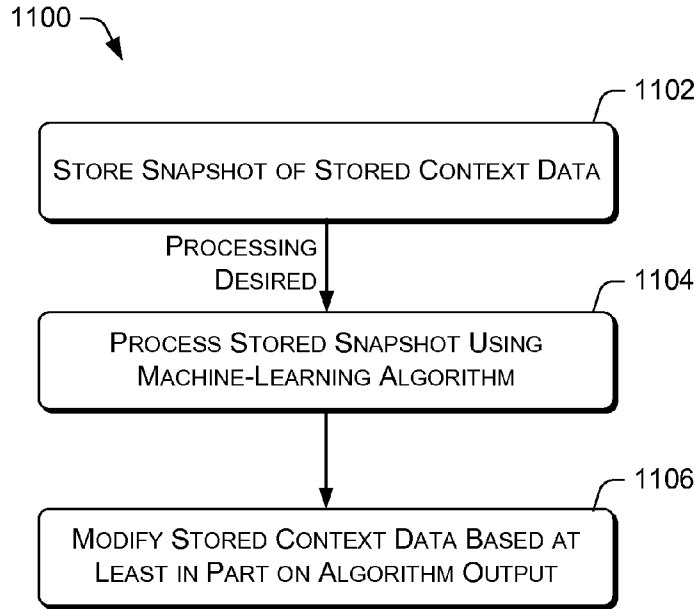 1100
1102
STORE SNAPSHOT OF STORED CONTEXT DATA
PROCESSING
DESIRED
1104
PROCESS STORED SNAPSHOT USING
MACHINE-LEARNING ALGORITHM
1106
MODIFY STORED CONTEXT DATA BASED AT
LEAST IN PART ON ALGORITHM OUTPUT